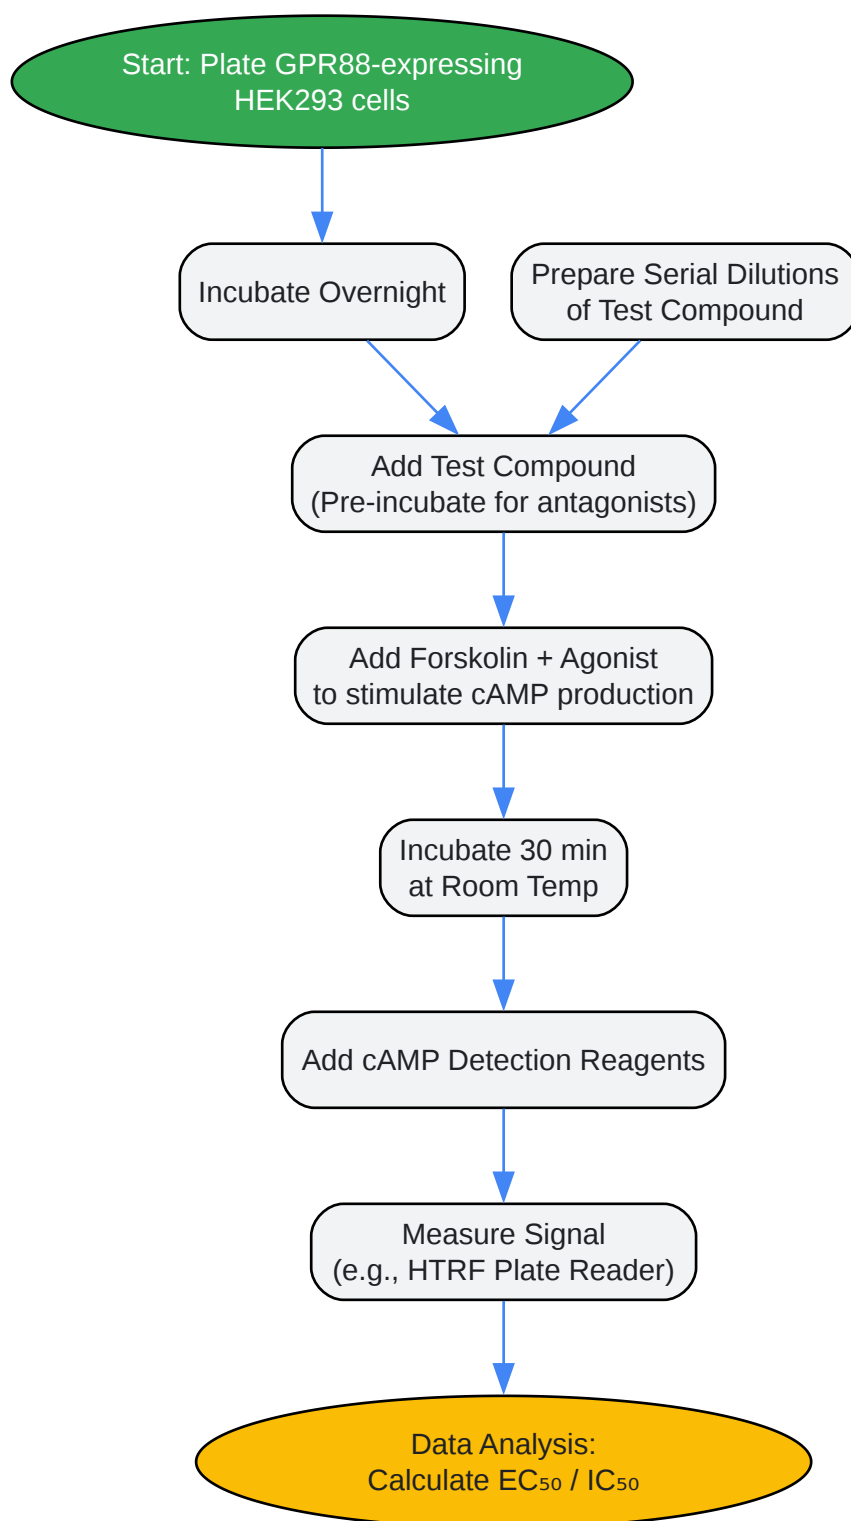 Start: Plate GPR88-expressing
HEK293 cells
Incubate Overnight
Prepare Serial Dilutions
of Test Compound
Add Test Compound
(Pre-incubate for antagonists)
Add Forskolin + Agonist
to stimulate cAMP production
Incubate 30 min
at Room Temp
Add cAMP Detection Reagents
Measure Signal
(e.g., HTRF Plate Reader)
Data Analysis:
Calculate EC₅₀ / IC₅₀